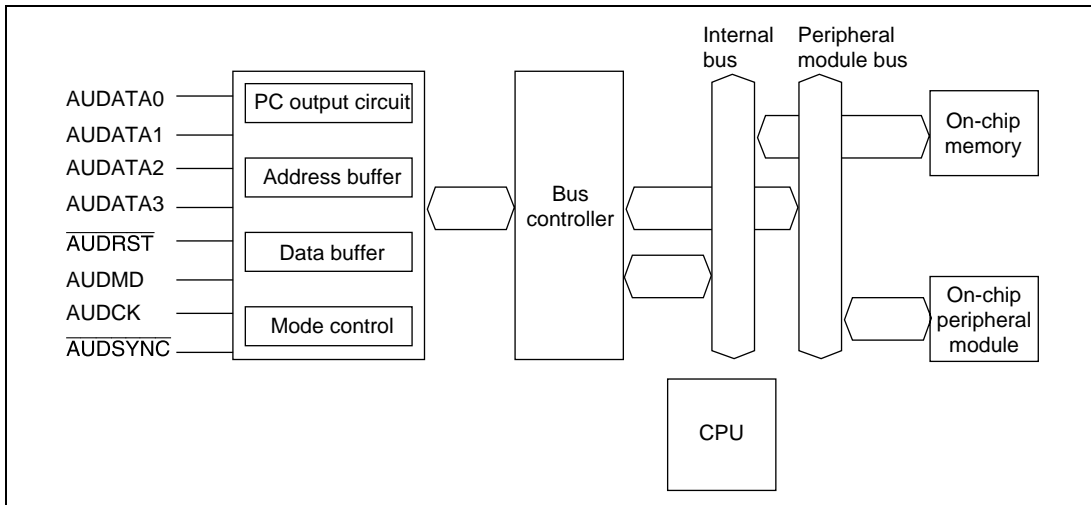 AUDATA0
AUDATA1
AUDATA2
AUDATA3
AUDRST
AUDMD
AUDCK
AUDSYNC
PC output circuit
Address buffer
Data buffer
Mode control
Bus
controller
Internal
bus
Peripheral
module bus
On-chip
memory
On-chip
peripheral
module
CPU